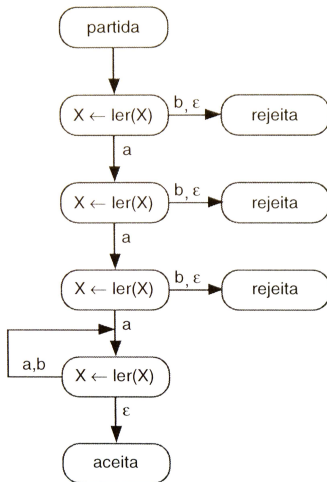 partida
X ← ler(X)
b, ε
rejeita
a
X ← ler(X)
b, ε
rejeita
a
X ← ler(X)
b, ε
rejeita
a
a,b
X ← ler(X)
ε
aceita